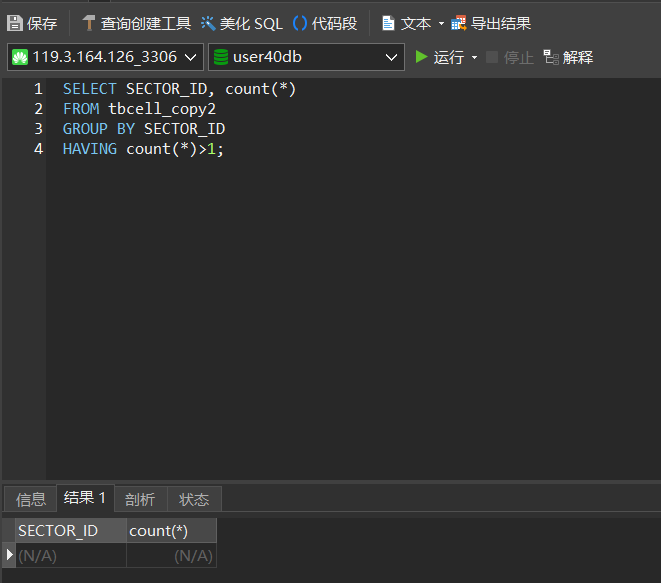 保存 查询创建工具 美化 SQL () 代码段 文本 导出结果
119.3.164.126_3306 user40db 运行 停止 解释
1 SELECT SECTOR_ID, count(*)
2 FROM tbcell_copy2
3 GROUP BY SECTOR_ID
4 HAVING count(*)>1;
信息 结果 1 剖析 状态
SECTOR_ID count(*)
(N/A) (N/A)